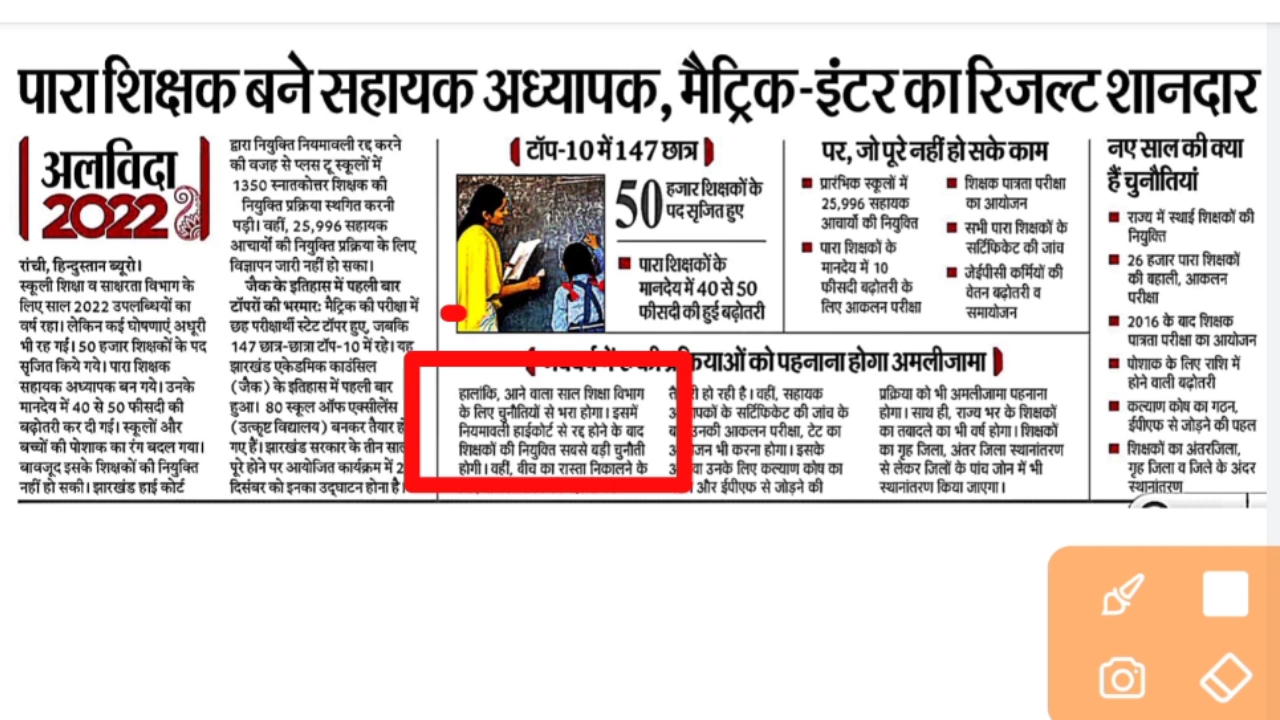 पारा शिक्षक बने सहायक अध्यापक, मैट्रिक-इंटर का रिजल्ट शानदार
अलविदा
2022
रांची, हिन्दुस्तान ब्यूरो।
स्कूली शिक्षा व साक्षरता विभाग के
लिए साल 2022 उपलब्धियों का
वर्ष रहा। लेकिन कई घोषणाएं अधूरी
भी रह गई। 50 हजार शिक्षकों के पद
सृजित किये गये। पारा शिक्षक
सहायक अध्यापक बन गये। उनके
मानदेय में 40 से 50 फीसदी की
बढ़ोतरी कर दी गई। स्कूलों और
बच्चों की पोशाक का रंग बदल गया।
बावजूद इसके शिक्षकों की नियुक्ति
नहीं हो सकी। झारखंड हाई कोर्ट
द्वारा नियुक्ति नियमावली रद्द करने
की वजह से प्लस टू स्कूलों में
1350 स्नातकोत्तर शिक्षक की
नियुक्ति प्रक्रिया स्थगित करनी
पड़ी। वहीं, 25,996 सहायक
आचार्यो की नियुक्ति प्रक्रिया के लिए
विज्ञापन जारी नहीं हो सका।
जैक के इतिहास में पहली बार
टॉपरों की भरमार: मैट्रिक की परीक्षा में
छह परीक्षार्थी स्टेट टॉपर हुए, जबकि
147 छात्र-छात्रा टॉप-10 में रहे। यह
झारखंड एकेडमिक काउंसिल
(जैक) के इतिहास में पहली बार
हुआ। 80 स्कूल ऑफ एक्सीलेंस
(उत्कृष्ट विद्यालय) बनकर तैयार
गए हैं। झारखंड सरकार के तीन
पूरे होने पर आयोजित कार्यक्रम में
दिसंबर को इनका उद्घाटन होना है।
टॉप-10 में 147 छात्र
50 हजार शिक्षकों के
पद सृजित हुए
पारा शिक्षकों के
मानदेय में 40 से 50
फीसदी की हुई बढ़ोतरी
पर, जो पूरे नहीं हो सके काम
प्रारंभिक स्कूलों में
25,996 सहायक
आचार्यो की नियुक्ति
पारा शिक्षकों के
मानदेय में 10
फीसदी बढ़ोतरी के
लिए आकलन परीक्षा
शिक्षक पात्रता परीक्षा
का आयोजन
सभी पारा शिक्षकों के
सर्टिफिकेट की जांच
जेईपीसी कर्मियों की
वेतन बढ़ोतरी व
समायोजन
को पहनाना होगा अमलीजामा
हालांकि, आने वाला साल शिक्षा विभाग
के लिए चुनौतियों से भरा होगा। इसमें
नियमावली हाईकोर्ट से रद्द होने के बाद
शिक्षकों की नियुक्ति सबसे बड़ी चुनौती
होगी। वहीं, बीच का रास्ता निकालने के
हो रही है। वहीं, सहायक
के सर्टिफिकेट की जांच के
उनकी आकलन परीक्षा, टेट का
भी करना होगा। इसके
उनके लिए कल्याण कोष का
और ईपीएफ से जोड़ने की
प्रक्रिया को भी अमलीजामा पहनाना
होगा। साथ ही, राज्य भर के शिक्षकों
का तबादले का भी वर्ष होगा। शिक्षकों
का गृह जिला, अंतर जिला स्थानंतरण
से लेकर जिलों के पांच जोन में भी
स्थानंतरण किया जाएगा।
नए साल की क्या
हैं चुनौतियां
राज्य में स्थाई शिक्षकों की
नियुक्ति
26 हजार पारा शिक्षकों
की बहाली, आकलन
परीक्षा
2016 के बाद शिक्षक
पात्रता परीक्षा का आयोजन
पोशाक के लिए राशि में
होने वाली बढ़ोतरी
कल्याण कोष का गठन,
ईपीएफ से जोड़ने की पहल
शिक्षकों का अंतरजिला,
गृह जिला व जिले के अंदर
स्थानंतरण